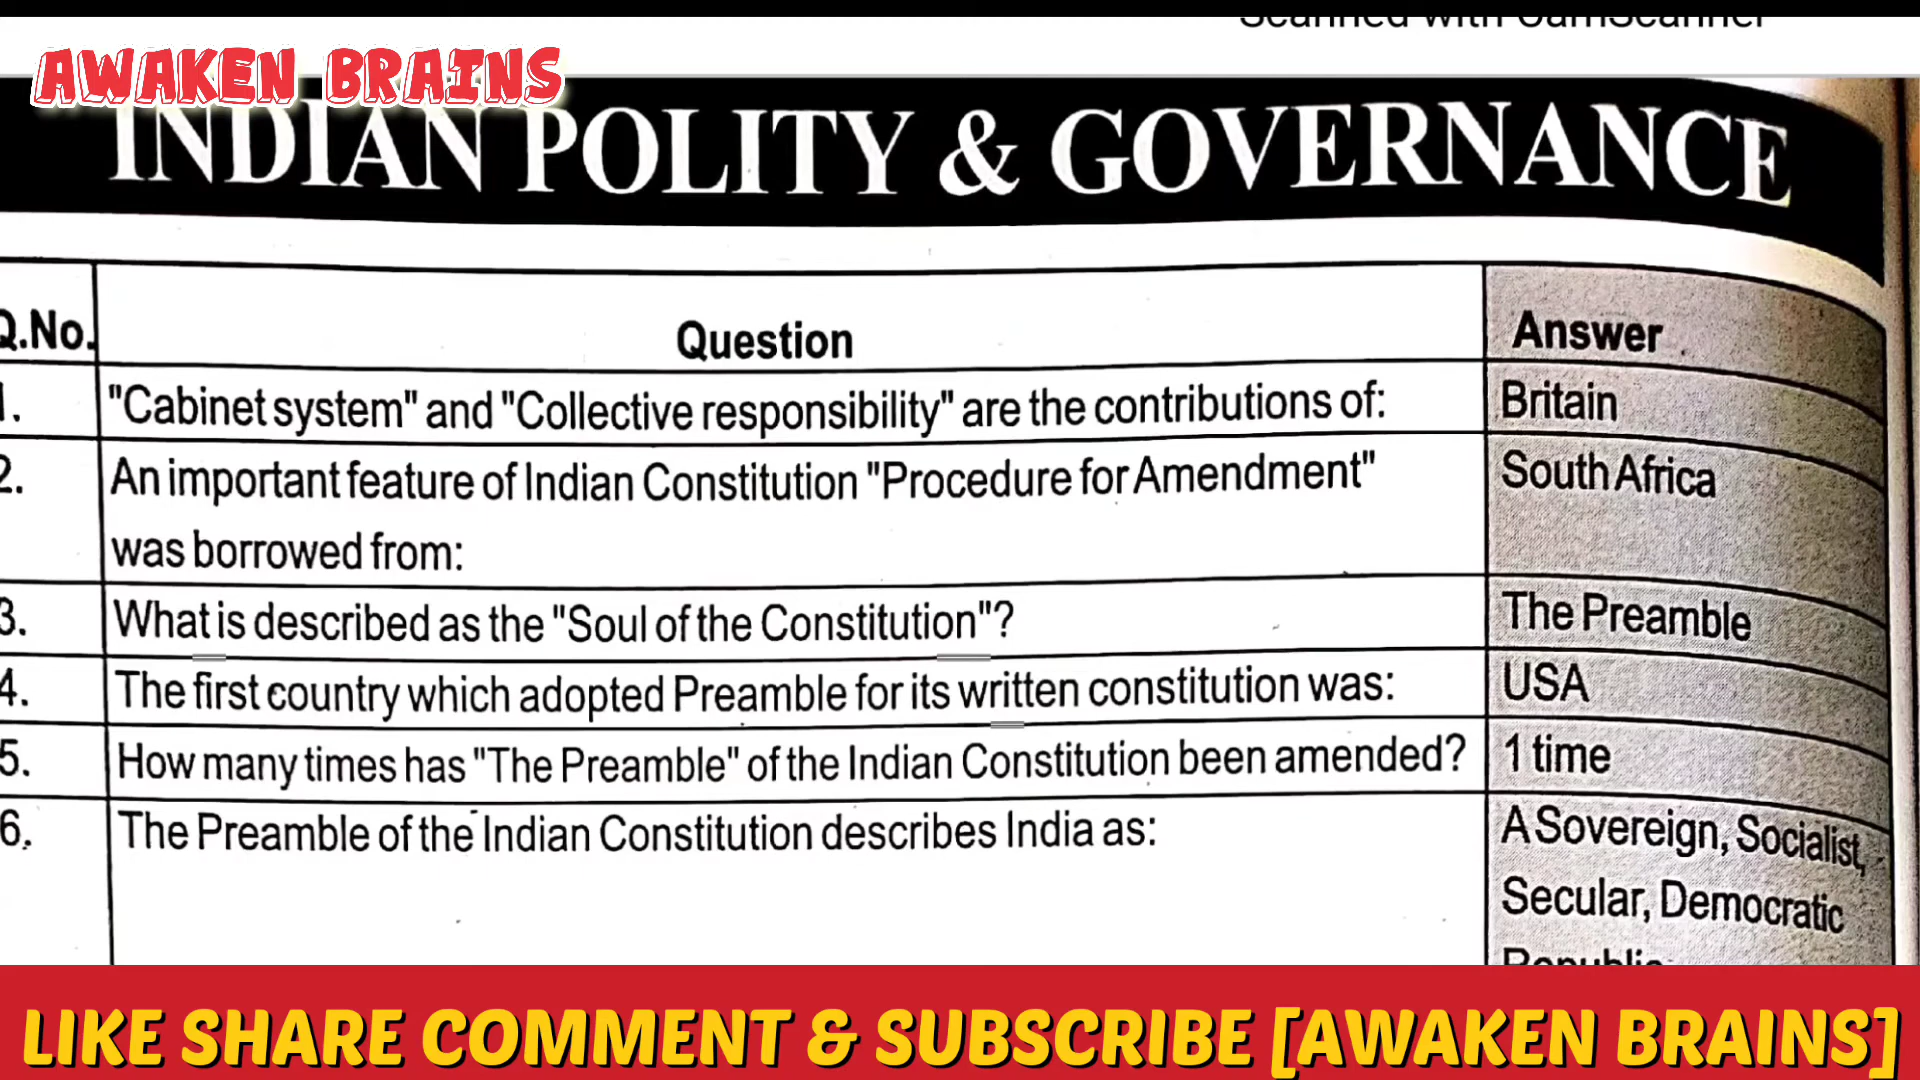 Scanned with CamScanner
AWAKEN BRAINS
INDIAN POLITY & GOVERNANCE
Q.No. Question Answer
1. "Cabinet system" and "Collective responsibility" are the contributions of: Britain
2. An important feature of Indian Constitution "Procedure for Amendment" South Africa
was borrowed from:
3. What is described as the "Soul of the Constitution"? The Preamble
4. The first country which adopted Preamble for its written constitution was: USA
5. How many times has "The Preamble" of the Indian Constitution been amended? 1 time
6. The Preamble of the Indian Constitution describes India as: A Sovereign, Socialist,
Secular, Democratic
Republic
LIKE SHARE COMMENT & SUBSCRIBE [AWAKEN BRAINS]